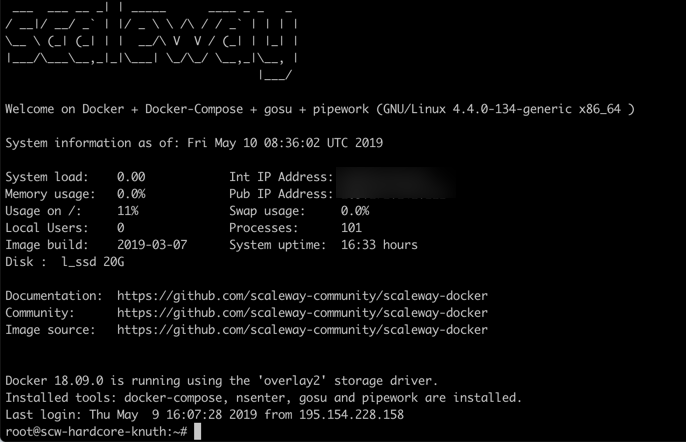 scaleway
Welcome on Docker + Docker-Compose + gosu + pipework (GNU/Linux 4.4.0-134-generic x86_64 )
System information as of: Fri May 10 08:36:02 UTC 2019
System load: 0.00 Int IP Address:
Memory usage: 0.0% Pub IP Address:
Usage on /: 11% Swap usage: 0.0%
Local Users: 0 Processes: 101
Image build: 2019-03-07 System uptime: 16:33 hours
Disk : l_ssd 20G
Documentation: https://github.com/scaleway-community/scaleway-docker
Community: https://github.com/scaleway-community/scaleway-docker
Image source: https://github.com/scaleway-community/scaleway-docker
Docker 18.09.0 is running using the 'overlay2' storage driver.
Installed tools: docker-compose, nsenter, gosu and pipework are installed.
Last login: Thu May 9 16:07:28 2019 from 195.154.228.158
root@scw-hardcore-knuth:~#